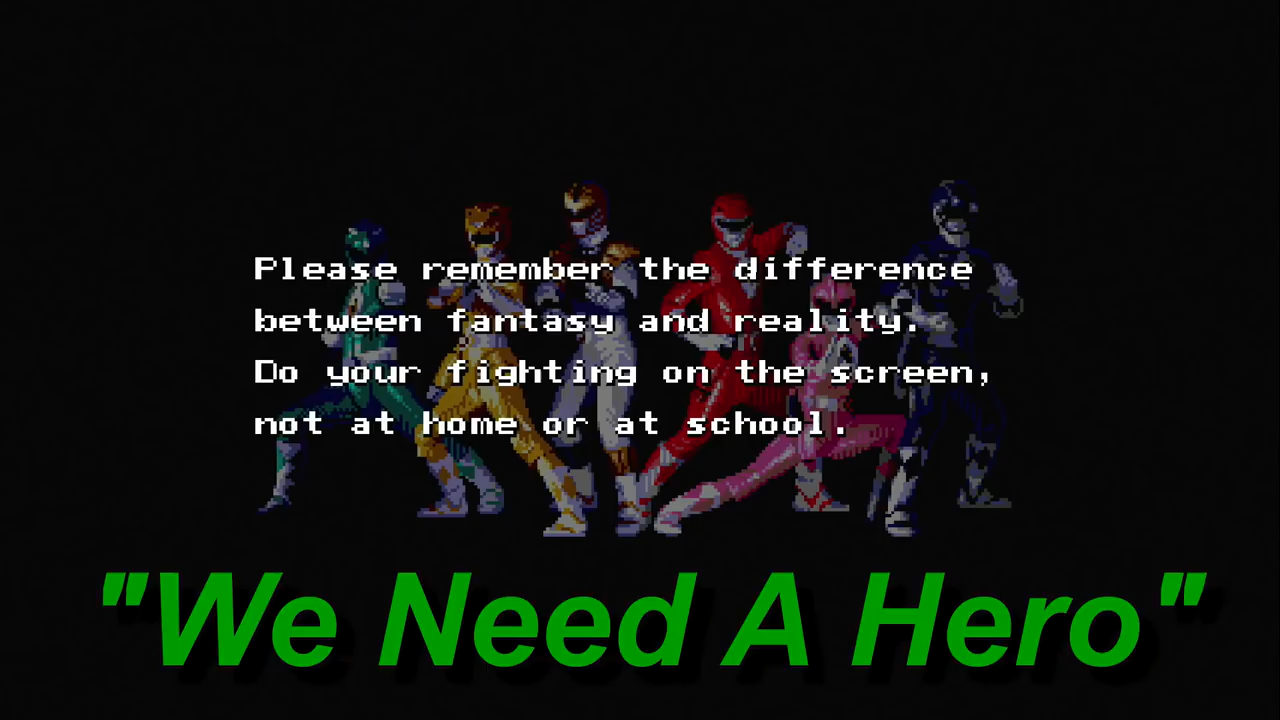 Please remember the difference
between fantasy and reality.
Do your fighting on the screen,
not at home or at school.
"We Need A Hero"